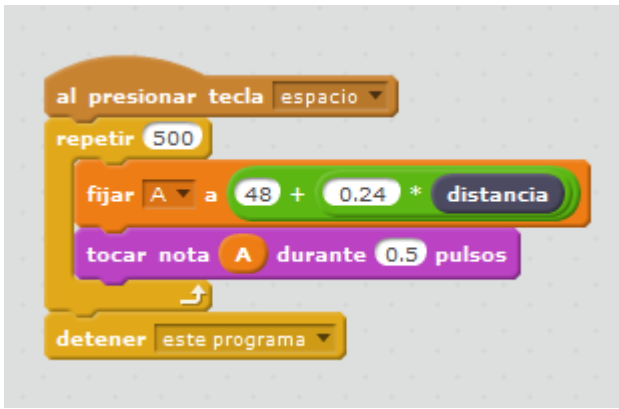 al presionar tecla espacio
repetir 500
fijar A a 48 + 0.24 * distancia
tocar nota A durante 0.5 pulsos
detener este programa